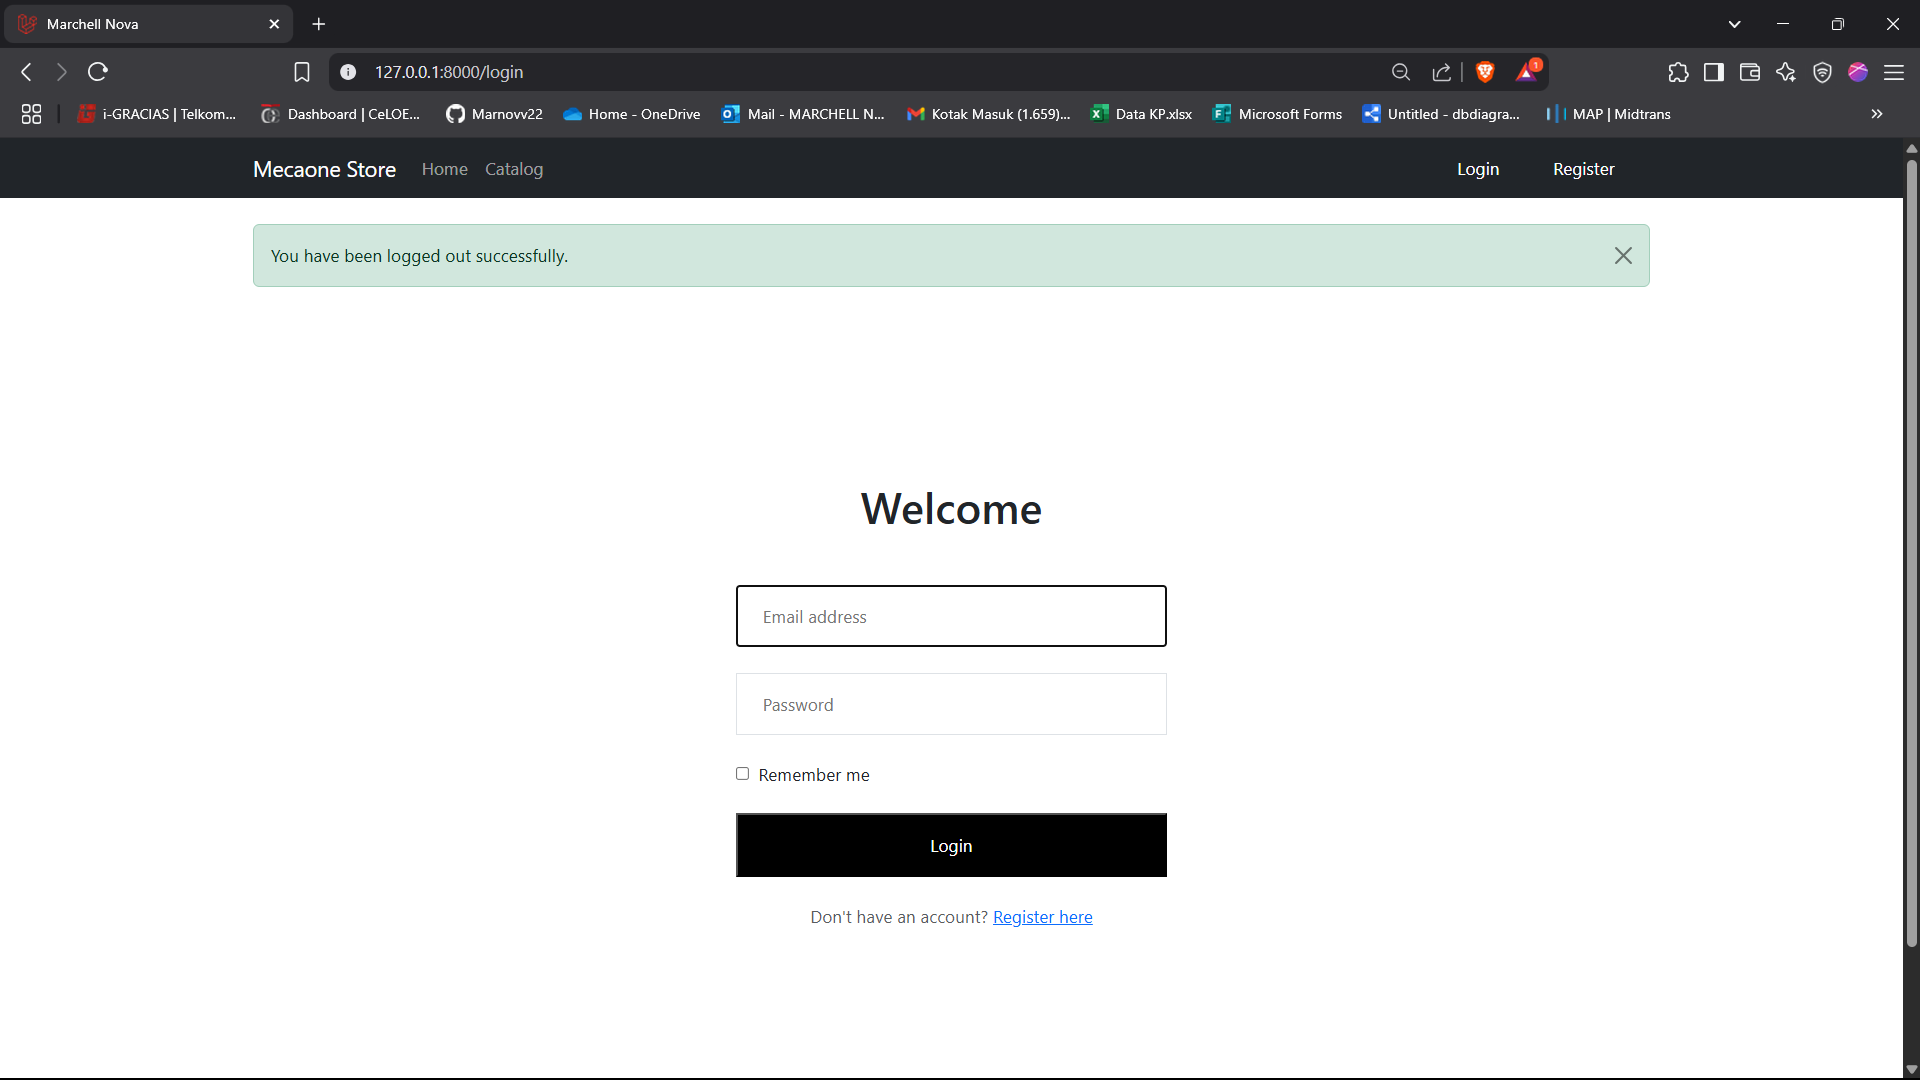 Marchell Nova
127.0.0.1:8000/login
1
i-GRACIAS | Telkom...
Dashboard | CeLOE...
Marnovv22
Home - OneDrive
Mail - MARCHELL N...
Kotak Masuk (1.659)...
Data KP.xlsx
Microsoft Forms
Untitled - dbdiagra...
MAP | Midtrans
Mecaone Store
Home
Catalog
Login
Register
You have been logged out successfully.
Welcome
Email address
Password
Remember me
Login
Don't have an account? Register here